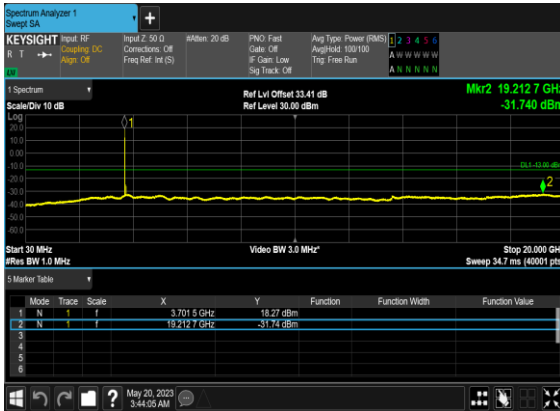 Spectrum Analyzer 1
Swept SA
+
KEYSIGHT Input: RF Input Z: 50 Ω #Atten: 20 dB PNO: Fast Avg Type: Power (RMS) 1 2 3 4 5 6
R T Coupling: DC Corrections: Off Gate: Off Avg|Hold: 100/100 A W W W W W
Align: Off Freq Ref: Int (S) IF Gain: Low Trig: Free Run
Sig Track: Off A N N N N N
1 Spectrum Ref Lvl Offset 33.41 dB Mkr2 19.212 7 GHz
Scale/Div 10 dB Ref Level 30.00 dBm -31.740 dBm
Log
1
20.0
10.0
0.00
-10.0
DL1 -13.00 dBm
-20.0
2
-30.0
-40.0
-50.0
-60.0
Start 30 MHz Video BW 3.0 MHz* Stop 20.000 GHz
#Res BW 1.0 MHz Sweep 34.7 ms (40001 pts)
5 Marker Table
Mode Trace Scale X Y Function Function Width Function Value
1 N 1 f 3.701 5 GHz 18.27 dBm
2 N 1 f 19.212 7 GHz -31.74 dBm
3
4
5
6
? May 20, 2023
3:44:05 AM